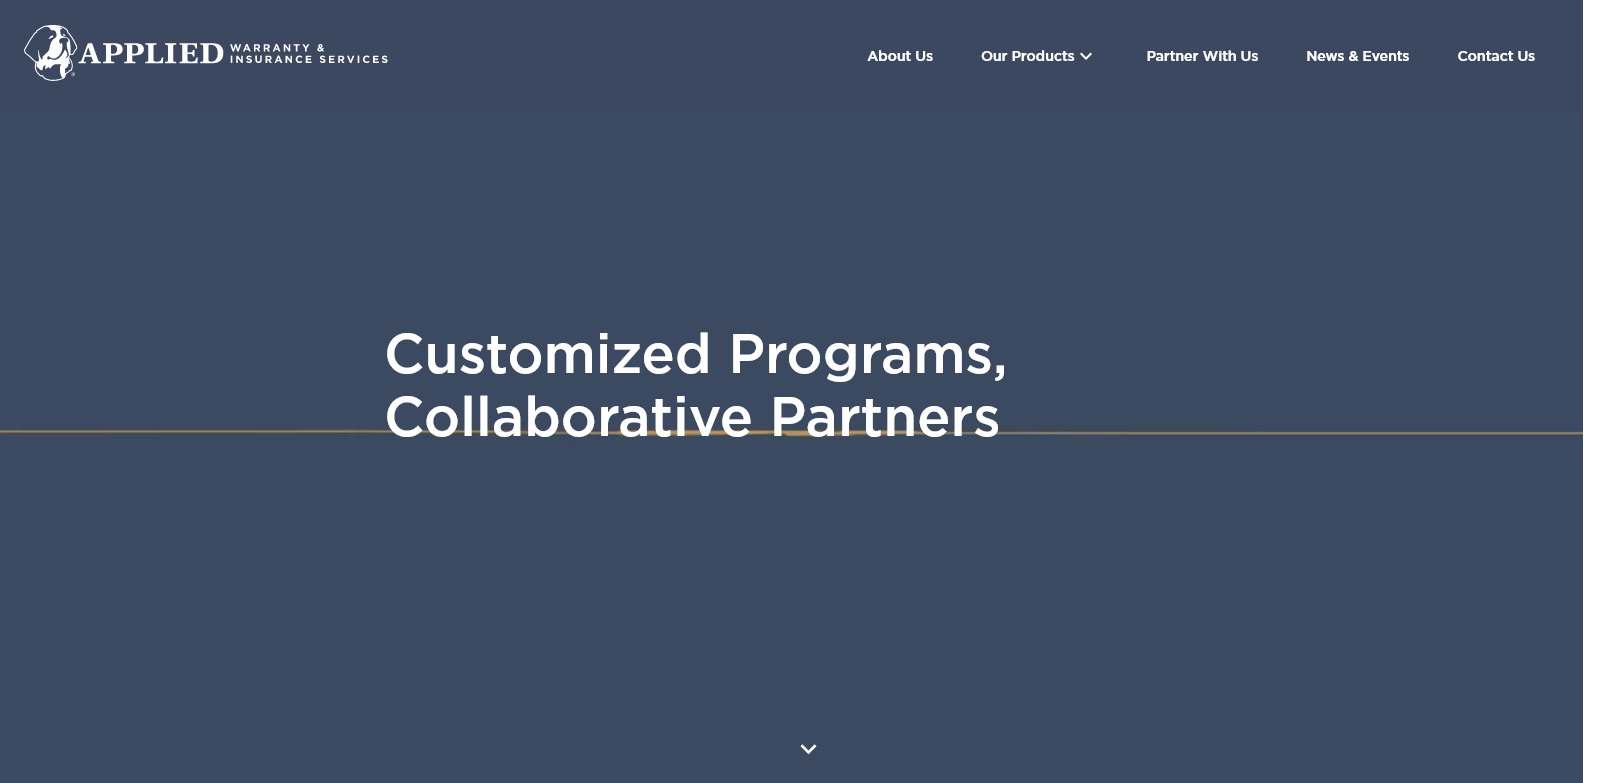 APPLIED WARRANTY &
INSURANCE SERVICES
About Us
Our Products
Partner With Us
News & Events
Contact Us
Customized Programs,
Collaborative Partners